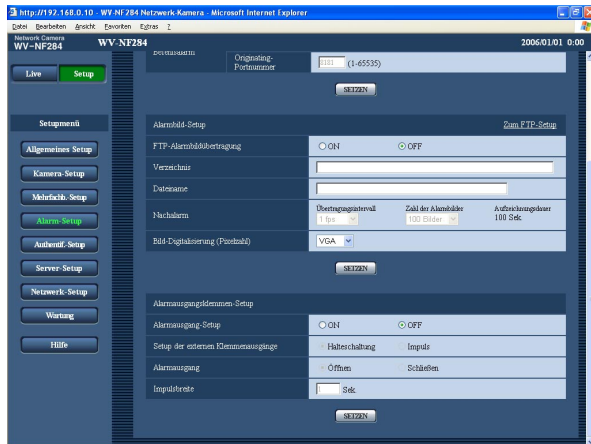 http://192.168.0.10 - WV-NF284 Netzwerk-Kamera - Microsoft Internet Explorer
Datei Bearbeiten Ansicht Favoriten Extras ?
Network Camera
WV-NF284
WV-NF284
2006/01/01 0:00
Live Setup
Originating-
Portnummer
(1-65535)
SETZEN
Setupmenü
Allgemeines Setup
Kamera-Setup
Mehrfachb.-Setup
Alarm-Setup
Authentif.-Setup
Server-Setup
Netzwerk-Setup
Wartung
Hilfe
Alarmbild-Setup Zum FTP-Setup
FTP-Alarmbildübertragung ON OFF
Verzeichnis
Dateiname
Nachalarm
Übertragungsintervall Zahl der Alarmbilder Aufzeichnungsdauer
1 fps 100 Bilder 100 Sek.
Bild-Digitalisierung (Pixelzahl) VGA
SETZEN
Alarmausgangsklemmen-Setup
Alarmausgang-Setup ON OFF
Setup der externen Klemmenausgänge Halteschaltung Impuls
Alarmausgang Öffnen Schließen
Impulsbreite 1 Sek.
SETZEN